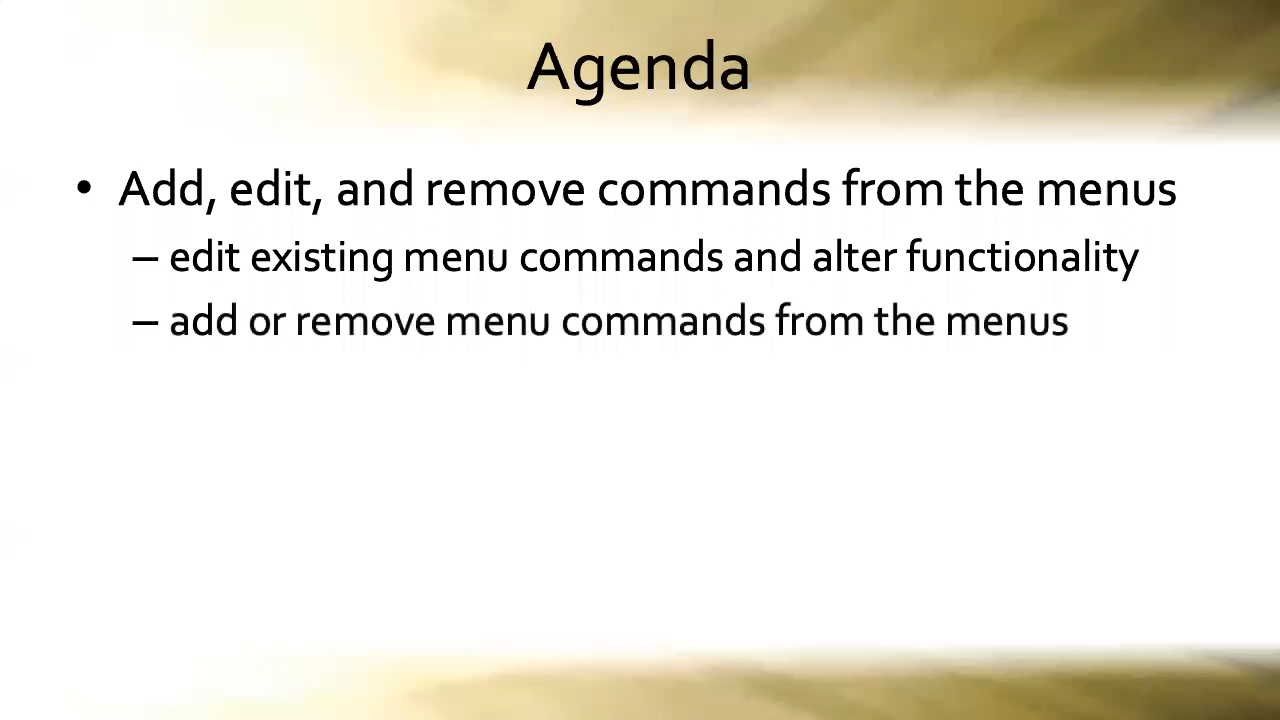 Agenda
• Add, edit, and remove commands from the menus
– edit existing menu commands and alter functionality
– add or remove menu commands from the menus